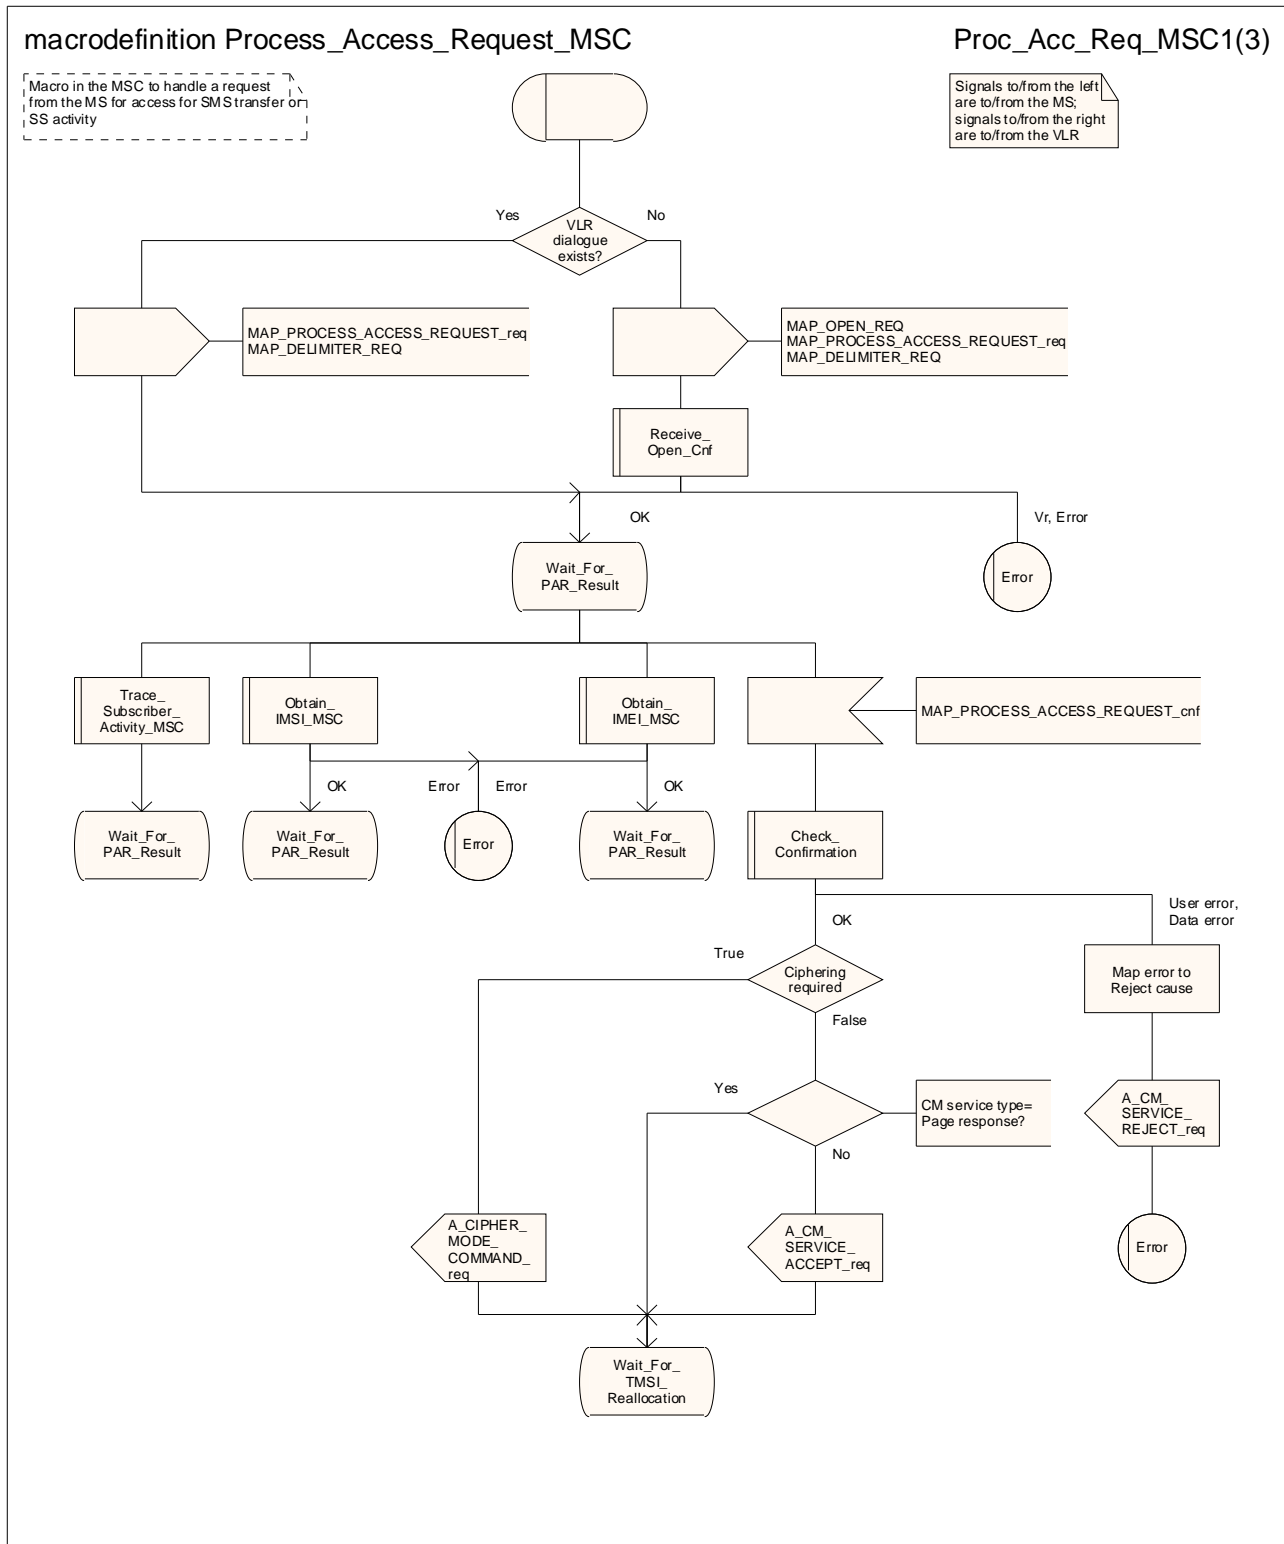 macrodefinition Process_Access_Request_MSC
Proc_Acc_Req_MSC1(3)
Macro in the MSC to handle a request
from the MS for access for SMS transfer or
SS activity
Signals to/from the left
are to/from the MS;
signals to/from the right
are to/from the VLR
Yes
No
VLR
dialogue
exists?
MAP_PROCESS_ACCESS_REQUEST_req
MAP_DELIMITER_REQ
MAP_OPEN_REQ
MAP_PROCESS_ACCESS_REQUEST_req
MAP_DELIMITER_REQ
Receive_
Open_Cnf
OK
Vr, Error
Wait_For_
PAR_Result
Error
Trace_
Subscriber_
Activity_MSC
Obtain_
IMSI_MSC
Obtain_
IMEI_MSC
MAP_PROCESS_ACCESS_REQUEST_cnf
OK
Error
Error
OK
Wait_For_
PAR_Result
Wait_For_
PAR_Result
Error
Wait_For_
PAR_Result
Check_
Confirmation
User error,
Data error
OK
True
Ciphering
required
Map error to
Reject cause
False
Yes
CM service type=
Page response?
A_CM_
SERVICE_
REJECT_req
No
A_CIPHER_
MODE_
COMMAND_
req
A_CM_
SERVICE_
ACCEPT_req
Error
Wait_For_
TMSI_
Reallocation